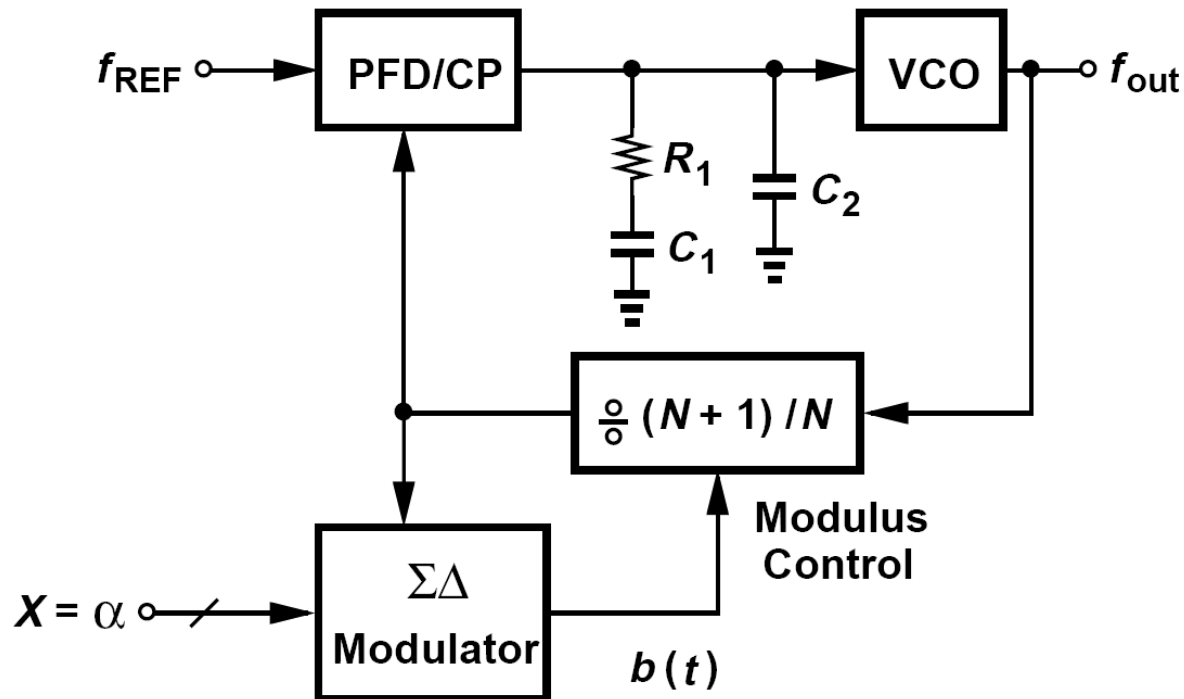 fREF
PFD/CP
VCO
fout
R1
C1
C2
÷ (N + 1) / N
Modulus
Control
X = α
ΣΔ
Modulator
b(t)